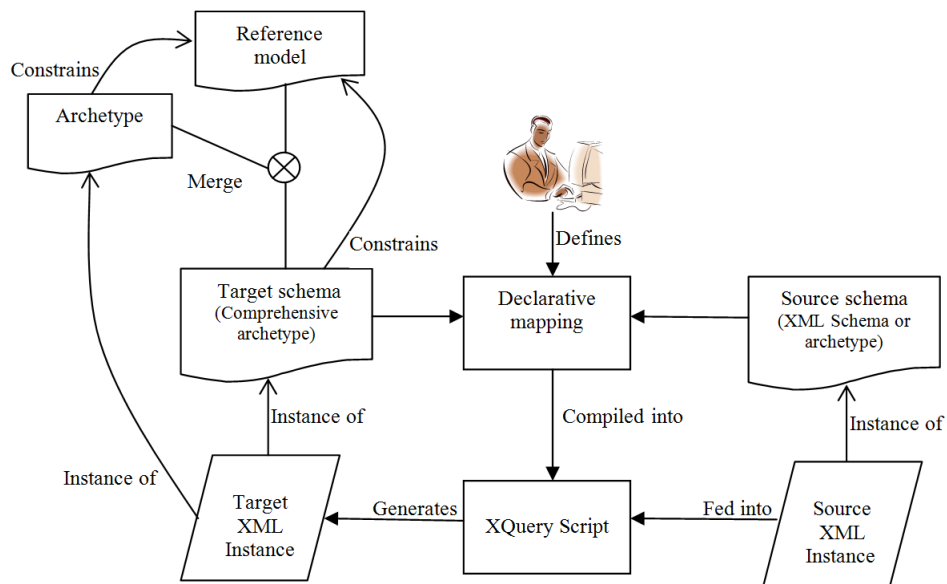 Reference
model
Constrains
Archetype
Merge
Defines
Constrains
Target schema
(Comprehensive
archetype)
Declarative
mapping
Source schema
(XML Schema or
archetype)
Instance of
Compiled into
Instance of
Instance of
Target
XML
Instance
Generates
XQuery Script
Fed into
Source
XML
Instance